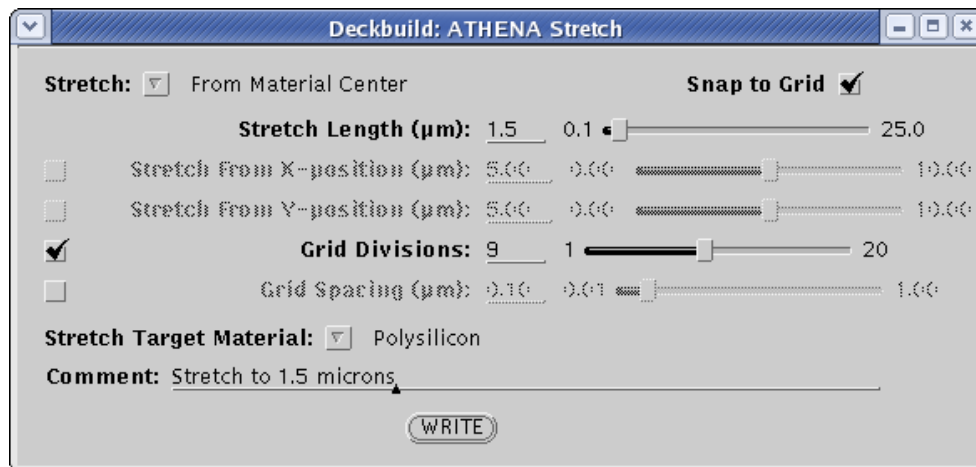 Deckbuild: ATHENA Stretch
Stretch: From Material Center Snap to Grid
Stretch Length (μm): 1.5 0.1 25.0
Stretch From X-position (μm): 5.00 0.00 10.00
Stretch From Y-position (μm): 5.00 0.00 10.00
Grid Divisions: 9 1 20
Grid Spacing (μm): 0.10 0.01 1.00
Stretch Target Material: Polysilicon
Comment: Stretch to 1.5 microns
WRITE